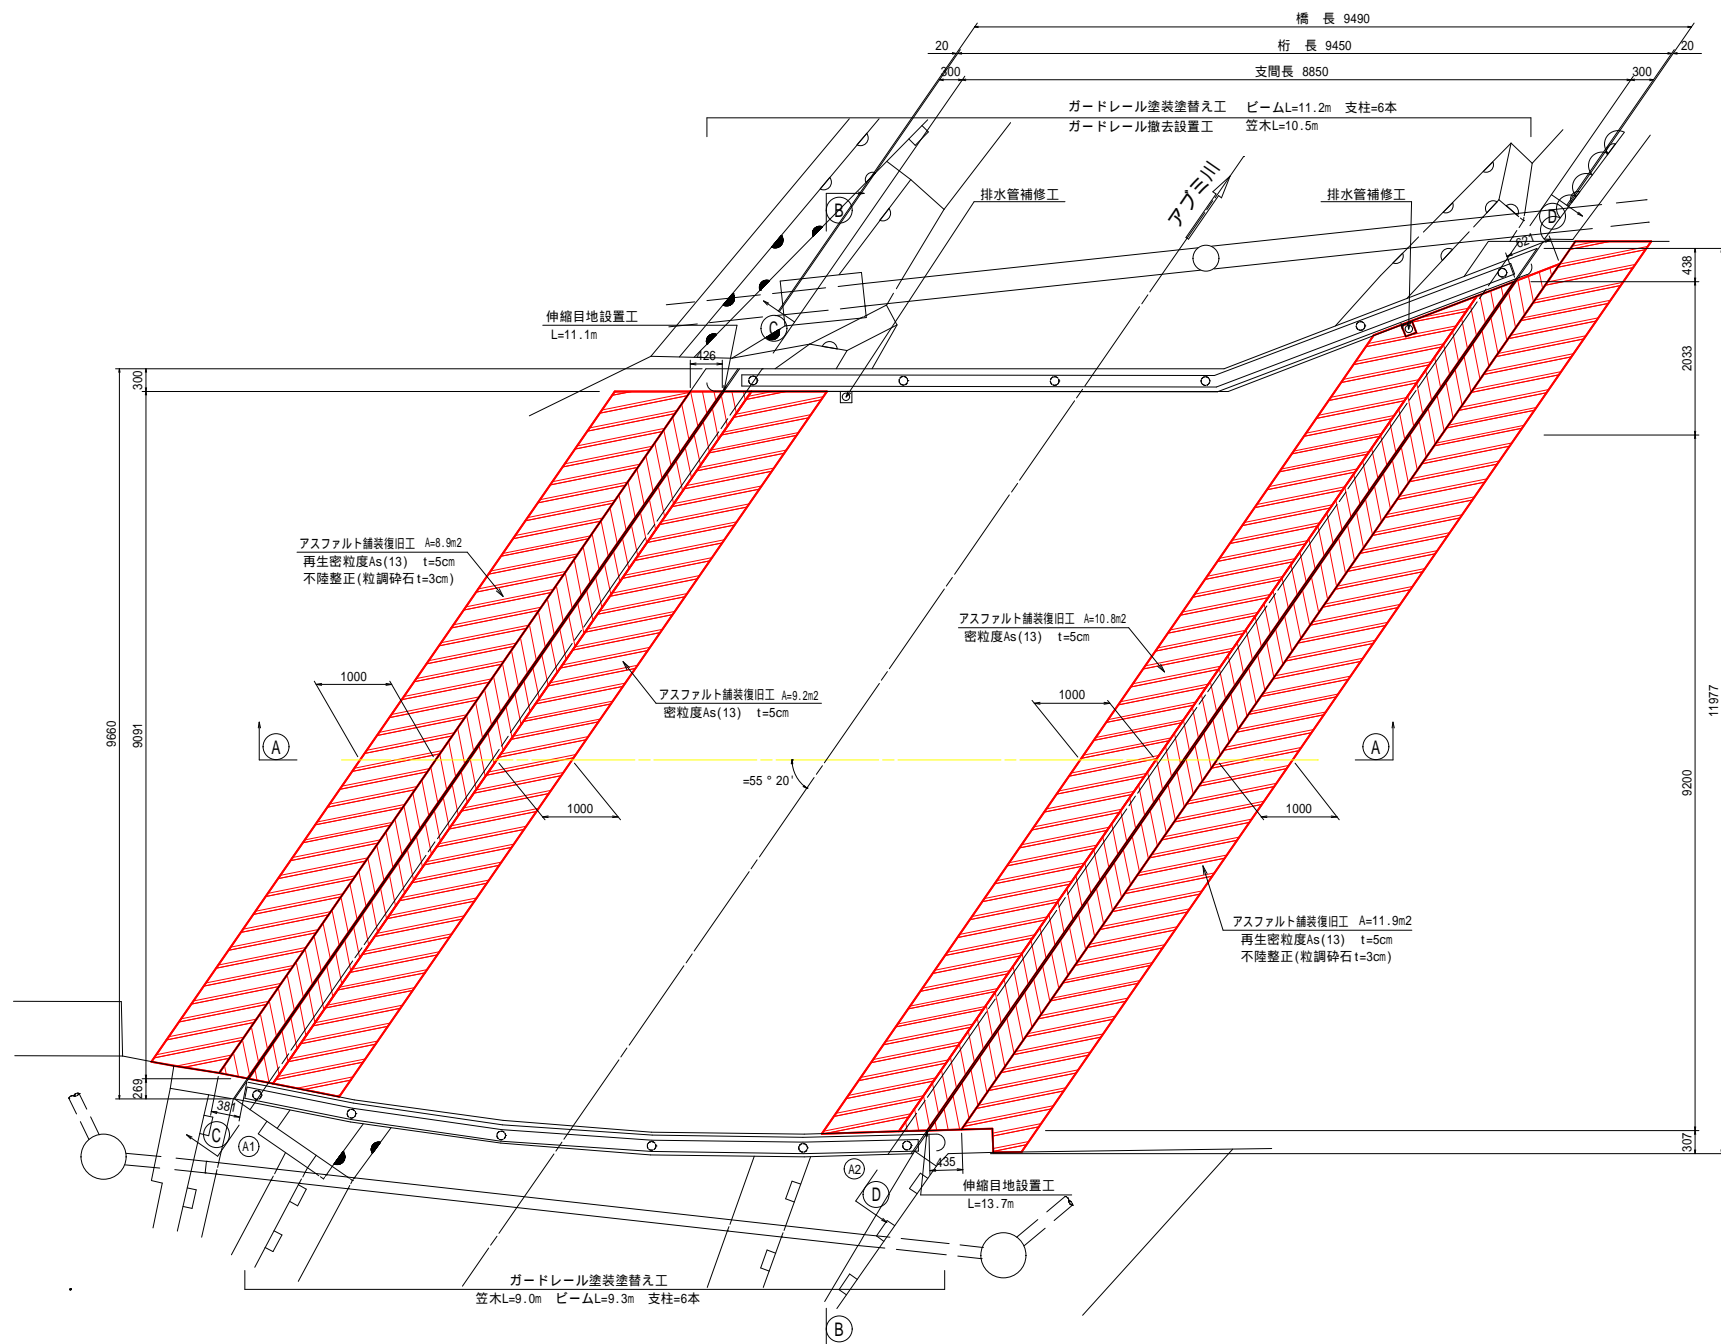 橋　長 9490
20
桁　長 9450
20
300
支間長 8850
300
ガードレール塗装塗替え工　ビームL=11.2m　支柱=6本
ガードレール撤去設置工　笠木L=10.5m
アブミ川
排水管補修工
排水管補修工
B
D
621
438
伸縮目地設置工
L=11.1m
C
426
300
2033
アスファルト舗装復旧工　A=8.9m2
再生密粒度As(13)　t=5cm
不陸整正(粒調砕石t=3cm)
アスファルト舗装復旧工　A=10.8m2
密粒度As(13)　t=5cm
1000
アスファルト舗装復旧工　A=9.2m2
密粒度As(13)　t=5cm
1000
9660
9091
A
A
11977
9200
=55°20'
1000
1000
アスファルト舗装復旧工　A=11.9m2
再生密粒度As(13)　t=5cm
不陸整正(粒調砕石t=3cm)
269
381
C
A1
307
435
A2
D
伸縮目地設置工
L=13.7m
ガードレール塗装塗替え工
笠木L=9.0m　ビームL=9.3m　支柱=6本
B